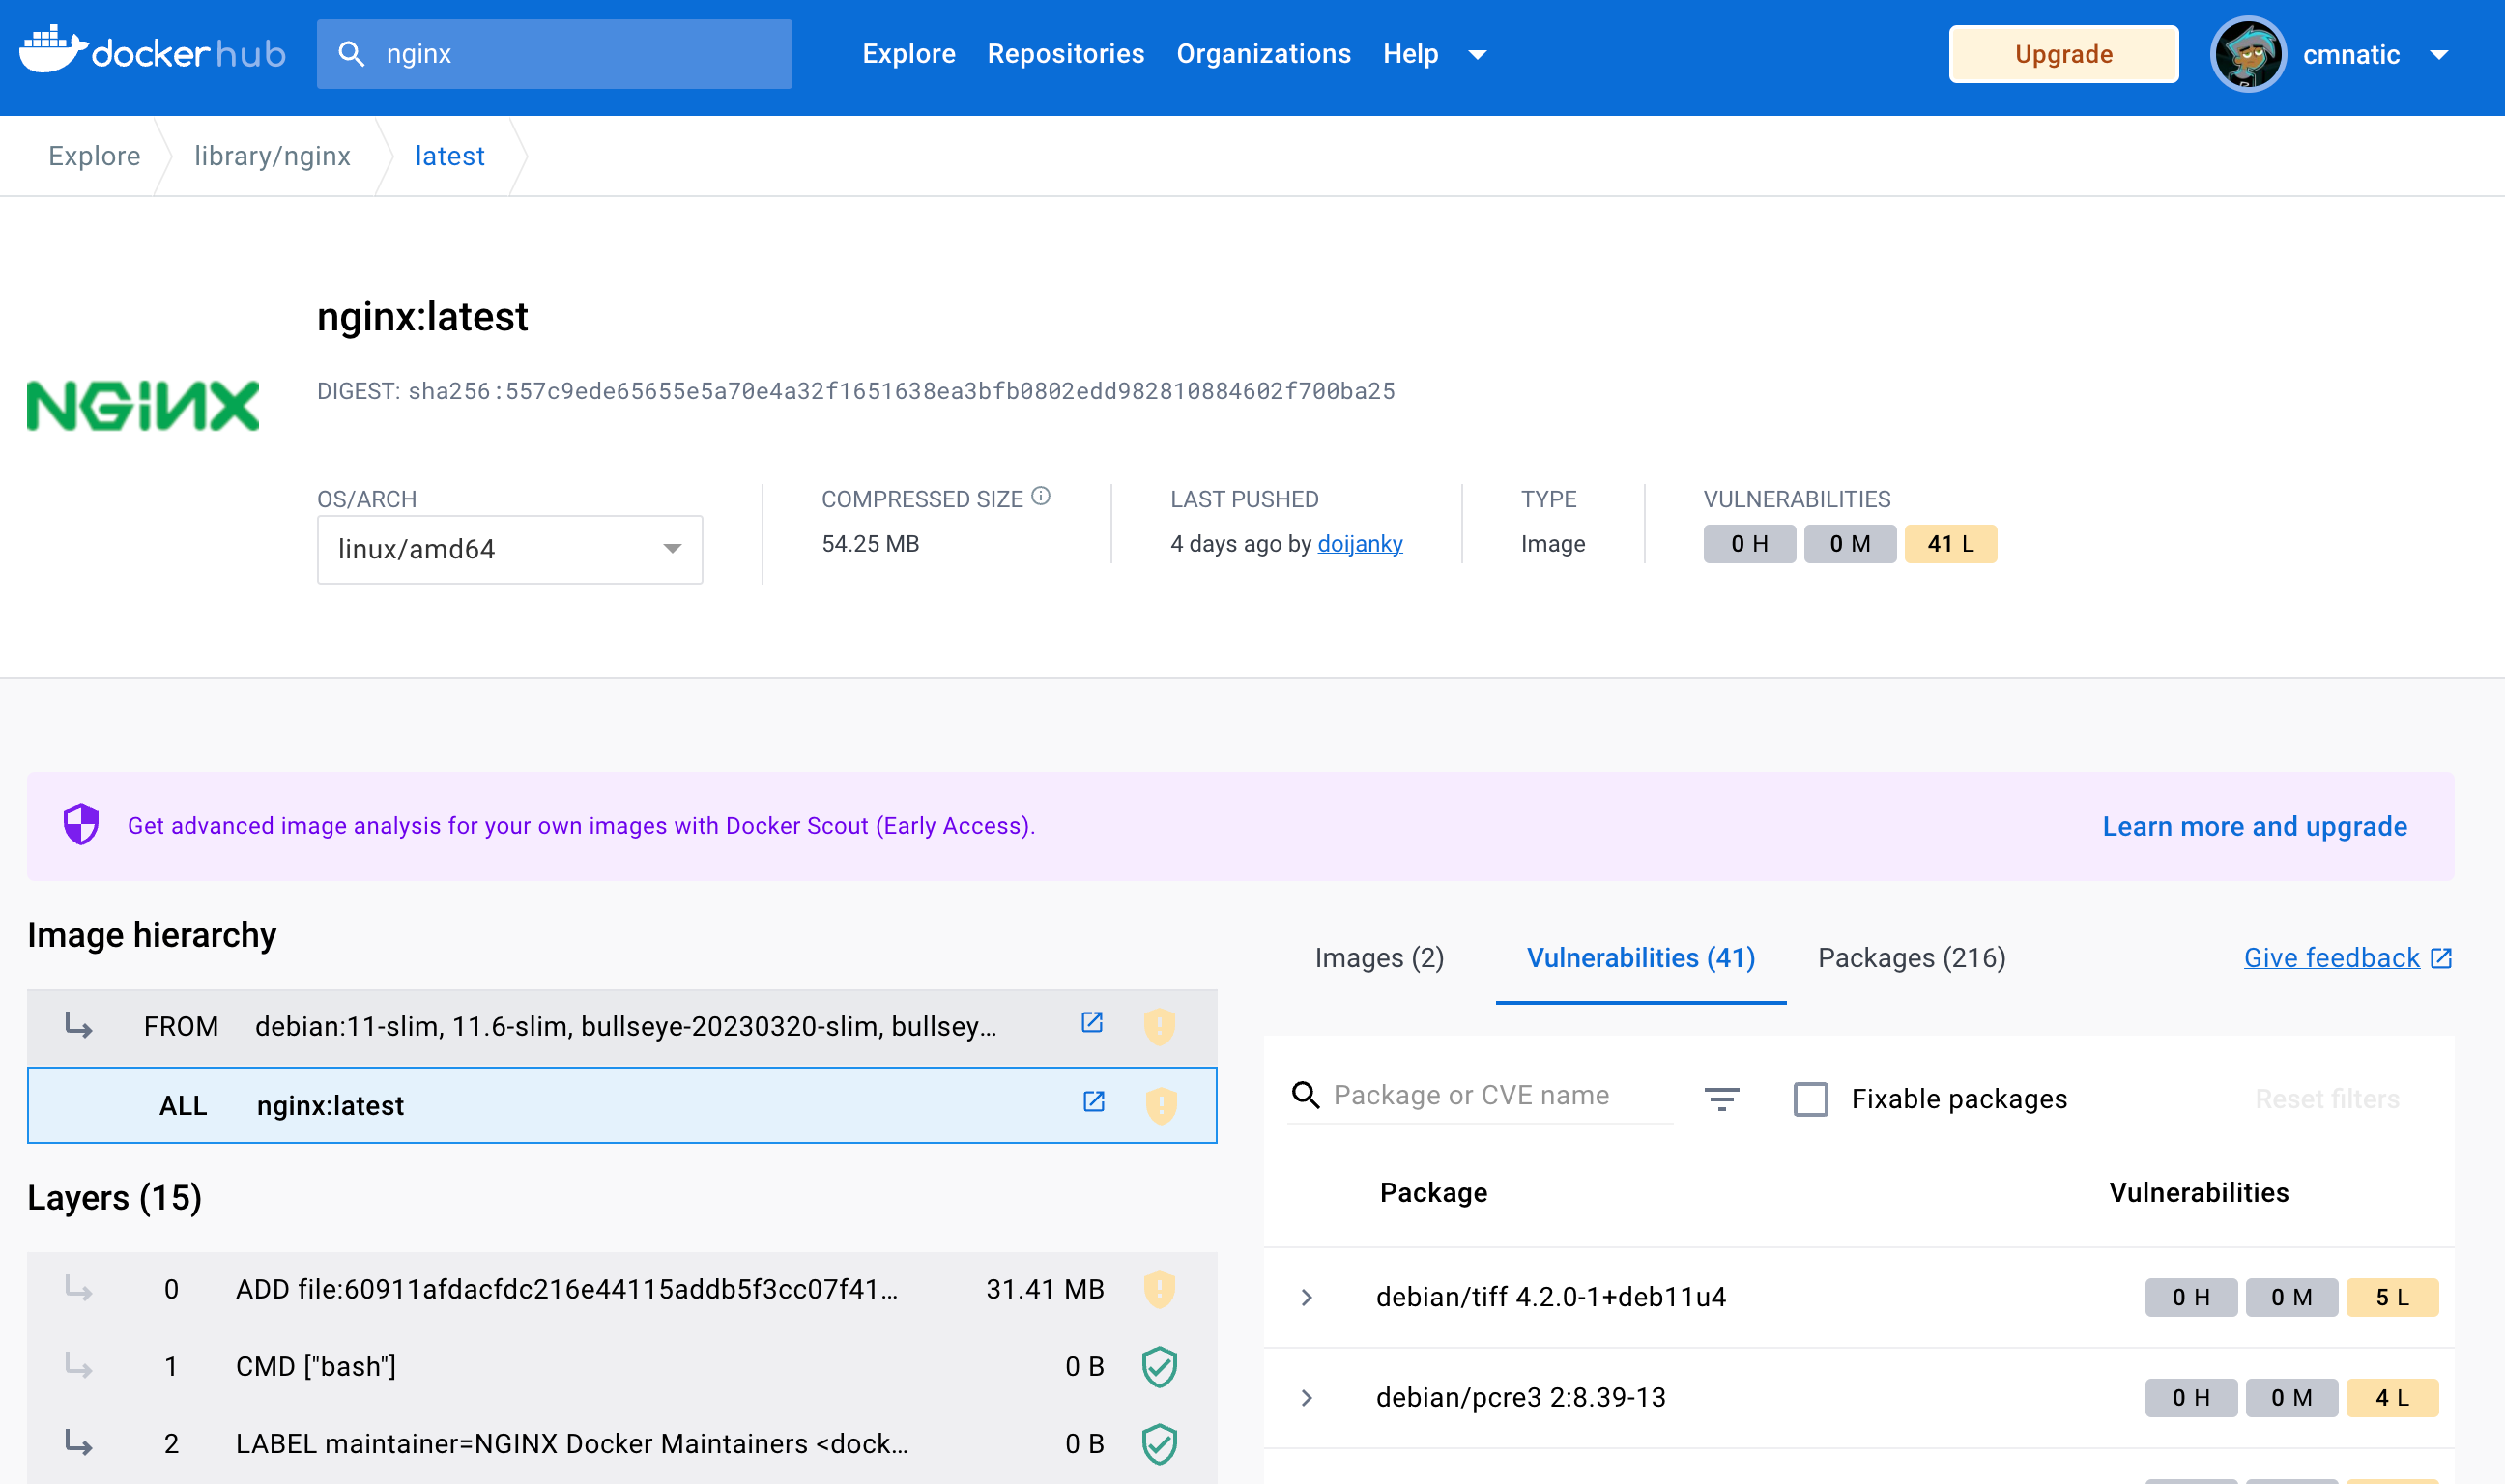 docker hub
nginx
Explore
Repositories
Organizations
Help
Upgrade
cmnatic
Explore
library/nginx
latest
nginx:latest
NGINX
DIGEST: sha256:557c9ede65655e5a70e4a32f1651638ea3bfb0802edd982810884602f700ba25
OS/ARCH
linux/amd64
COMPRESSED SIZE
54.25 MB
LAST PUSHED
4 days ago by doijanky
TYPE
Image
VULNERABILITIES
0 H 0 M 41 L
Get advanced image analysis for your own images with Docker Scout (Early Access).
Learn more and upgrade
Image hierarchy
FROM debian:11-slim, 11.6-slim, bullseye-20230320-slim, bullsey...
ALL nginx:latest
Layers (15)
0 ADD file:60911afdacfdc216e44115addb5f3cc07f41... 31.41 MB
1 CMD ["bash"] 0 B
2 LABEL maintainer=NGINX Docker Maintainers <dock... 0 B
Images (2)
Vulnerabilities (41)
Packages (216)
Give feedback
Package or CVE name
Fixable packages
Reset filters
Package
Vulnerabilities
debian/tiff 4.2.0-1+deb11u4 0 H 0 M 5 L
debian/pcre3 2:8.39-13 0 H 0 M 4 L